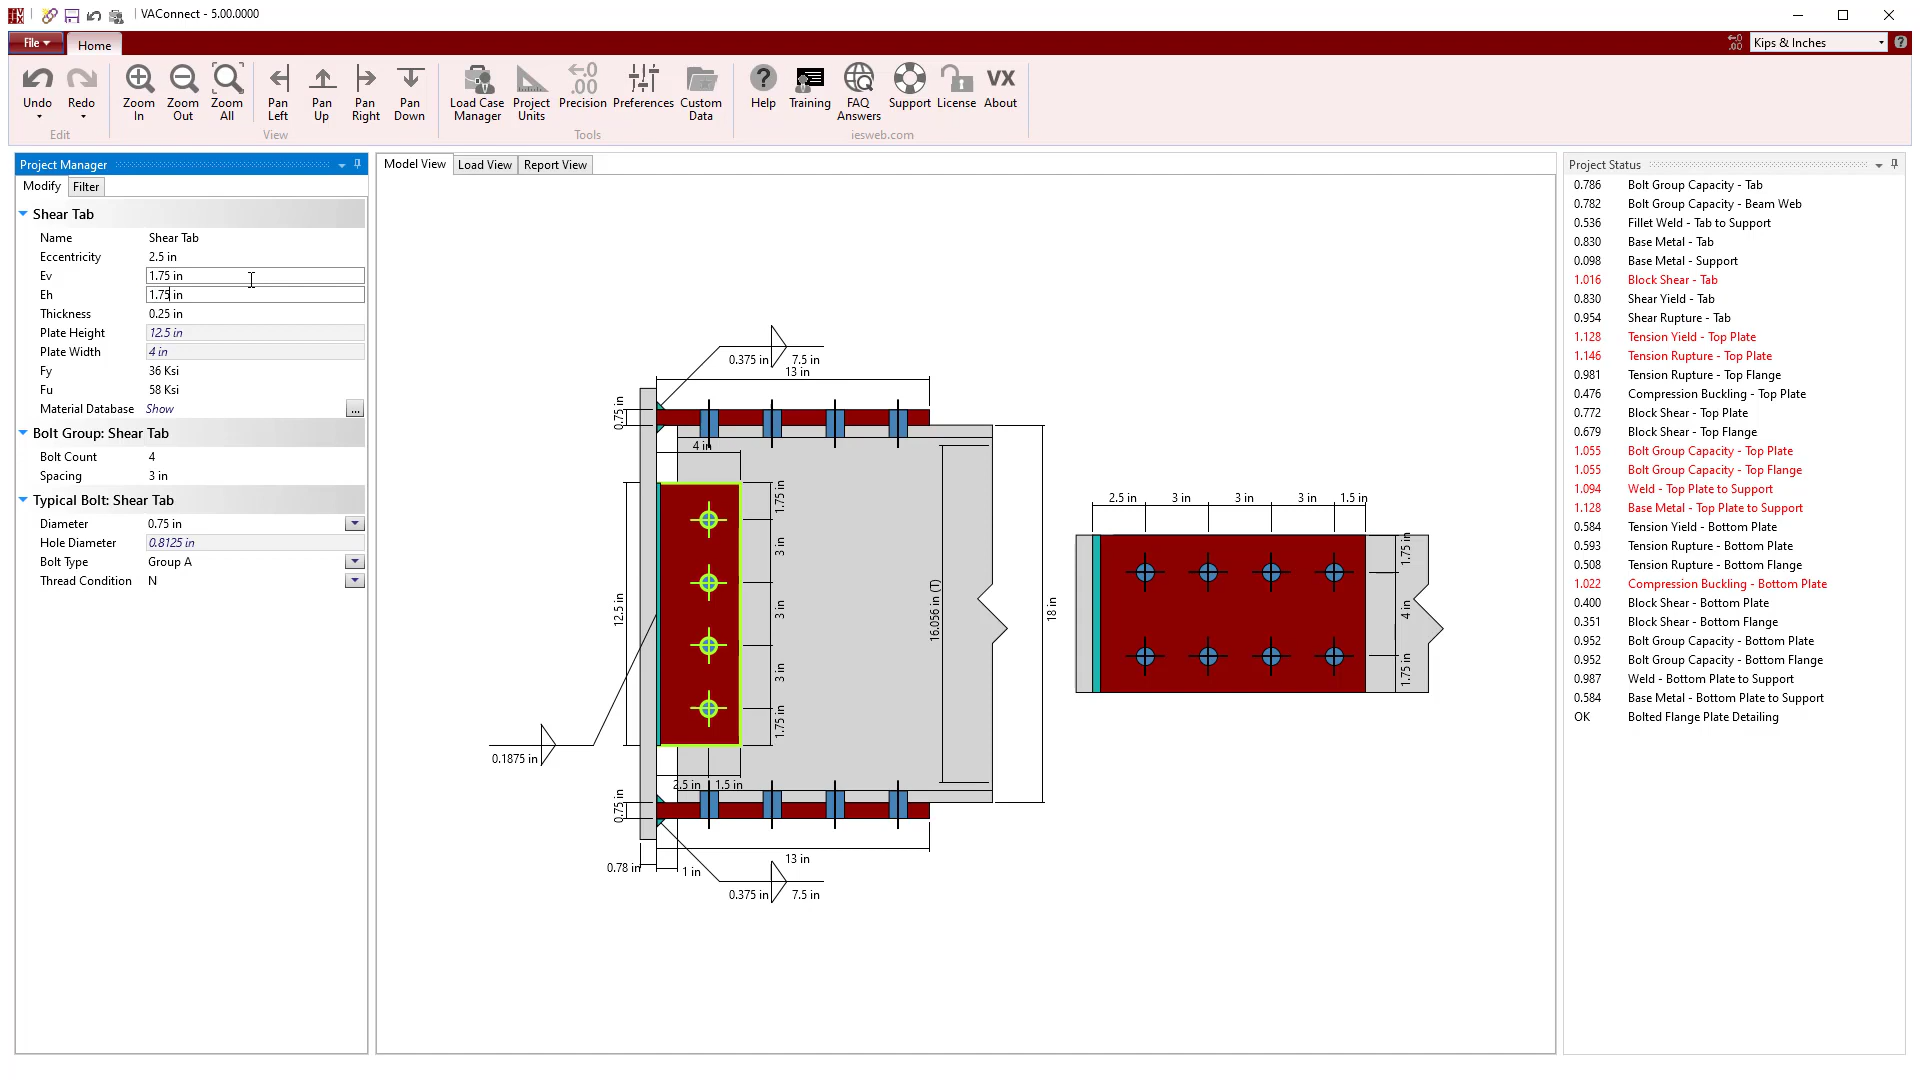 VAConnect - 5.00.0000
File
Home
Kips & Inches
Undo
Redo
Zoom In
Zoom Out
Zoom All
Pan Left
Pan Up
Pan Right
Pan Down
Load Case Manager
Project Units
Precision
Preferences
Custom Data
Help
Training
FAQ Answers
Support
License
VX
About
Edit
View
Tools
iesweb.com
Project Manager
Modify
Filter
Shear Tab
Name Shear Tab
Eccentricity 2.5 in
Ev 1.75 in
Eh 1.75 in
Thickness 0.25 in
Plate Height 12.5 in
Plate Width 4 in
Fy 36 Ksi
Fu 58 Ksi
Material Database Show ...
Bolt Group: Shear Tab
Bolt Count 4
Spacing 3 in
Typical Bolt: Shear Tab
Diameter 0.75 in
Hole Diameter 0.8125 in
Bolt Type Group A
Thread Condition N
Model View
Load View
Report View
0.375 in 7.5 in
13 in
0.75 in
4 in
1.75 in
3 in
3 in
3 in
1.75 in
12.5 in
16.056 in (T)
18 in
0.1875 in
2.5 in 1.5 in
0.75 in
13 in
0.78 in
1 in
0.375 in 7.5 in
2.5 in 3 in 3 in 3 in 1.5 in
1.75 in
4 in
1.75 in
Project Status
0.786 Bolt Group Capacity - Tab
0.782 Bolt Group Capacity - Beam Web
0.536 Fillet Weld - Tab to Support
0.830 Base Metal - Tab
0.098 Base Metal - Support
1.016 Block Shear - Tab
0.830 Shear Yield - Tab
0.954 Shear Rupture - Tab
1.128 Tension Yield - Top Plate
1.146 Tension Rupture - Top Plate
0.981 Tension Rupture - Top Flange
0.476 Compression Buckling - Top Plate
0.772 Block Shear - Top Plate
0.679 Block Shear - Top Flange
1.055 Bolt Group Capacity - Top Plate
1.055 Bolt Group Capacity - Top Flange
1.094 Weld - Top Plate to Support
1.128 Base Metal - Top Plate to Support
0.584 Tension Yield - Bottom Plate
0.593 Tension Rupture - Bottom Plate
0.508 Tension Rupture - Bottom Flange
1.022 Compression Buckling - Bottom Plate
0.400 Block Shear - Bottom Plate
0.351 Block Shear - Bottom Flange
0.952 Bolt Group Capacity - Bottom Plate
0.952 Bolt Group Capacity - Bottom Flange
0.987 Weld - Bottom Plate to Support
0.584 Base Metal - Bottom Plate to Support
OK Bolted Flange Plate Detailing